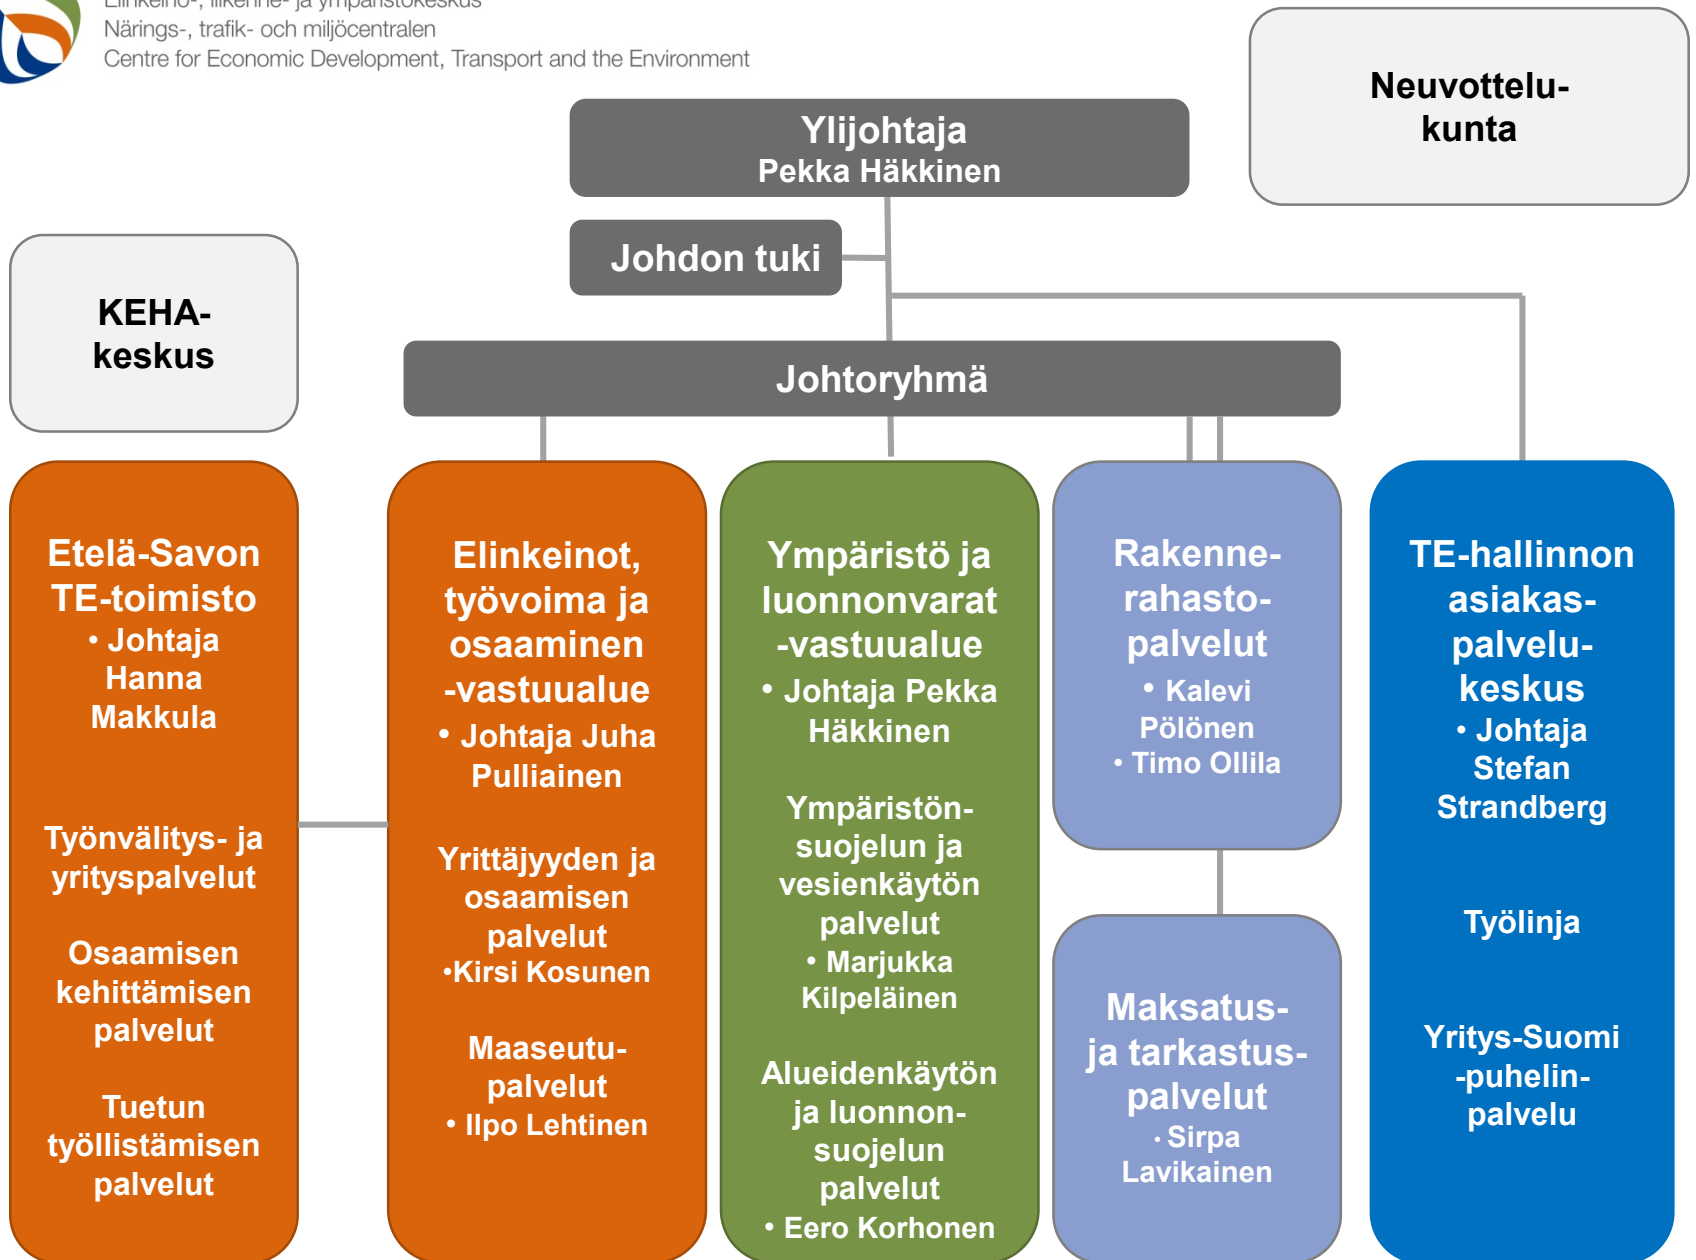 Elinkeino-, liikenne- ja ympäristökeskus
Närings-, trafik- och miljöcentralen
Centre for Economic Development, Transport and the Environment
Neuvottelu-
kunta
Ylijohtaja
Pekka Häkkinen
Johdon tuki
KEHA-
keskus
Johtoryhmä
Etelä-Savon
TE-toimisto
• Johtaja
Hanna
Makkula
Työnvälitys- ja
yrityspalvelut
Osaamisen
kehittämisen
palvelut
Tuetun
työllistämisen
palvelut
Elinkeinot,
työvoima ja
osaaminen
-vastuualue
• Johtaja Juha
Pulliainen
Yrittäjyyden ja
osaamisen
palvelut
•Kirsi Kosunen
Maaseutu-
palvelut
• Ilpo Lehtinen
Ympäristö ja
luonnonvarat
-vastuualue
• Johtaja Pekka
Häkkinen
Ympäristön-
suojelun ja
vesienkäytön
palvelut
• Marjukka
Kilpeläinen
Alueidenkäytön
ja luonnon-
suojelun
palvelut
• Eero Korhonen
Rakenne-
rahasto-
palvelut
• Kalevi
Pölönen
• Timo Ollila
Maksatus-
ja tarkastus-
palvelut
• Sirpa
Lavikainen
TE-hallinnon
asiakas-
palvelu-
keskus
• Johtaja
Stefan
Strandberg
Työlinja
Yritys-Suomi
-puhelin-
palvelu